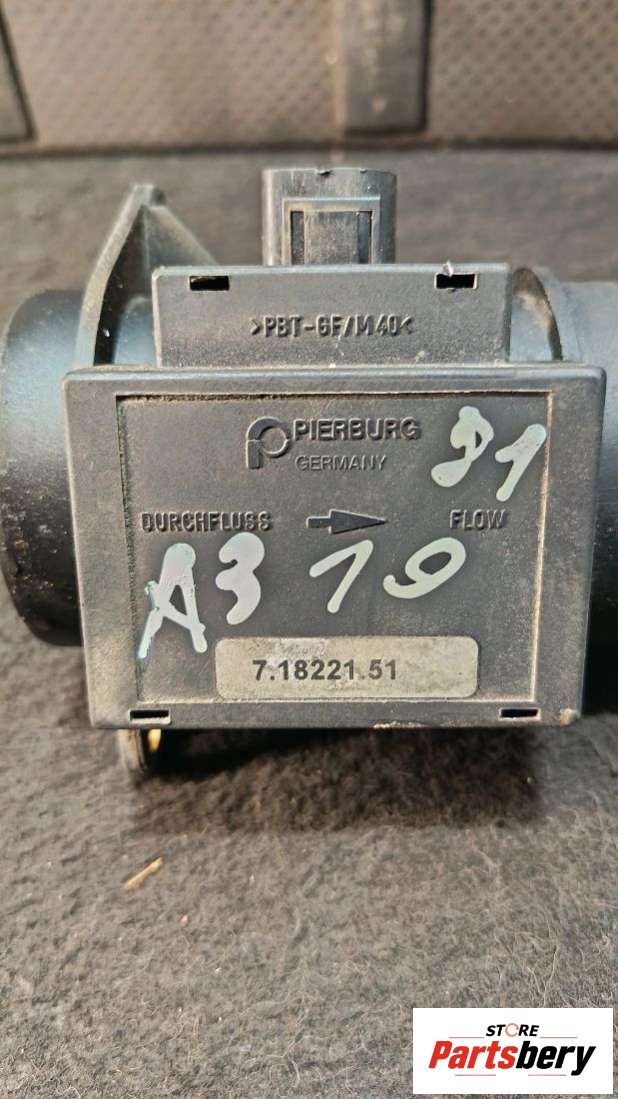 >PBT-GF/M40<
PIERBURG
GERMANY
91
DURCHFLUSS FLOW
A3 19
7.18221.51
STORE
Partsbery